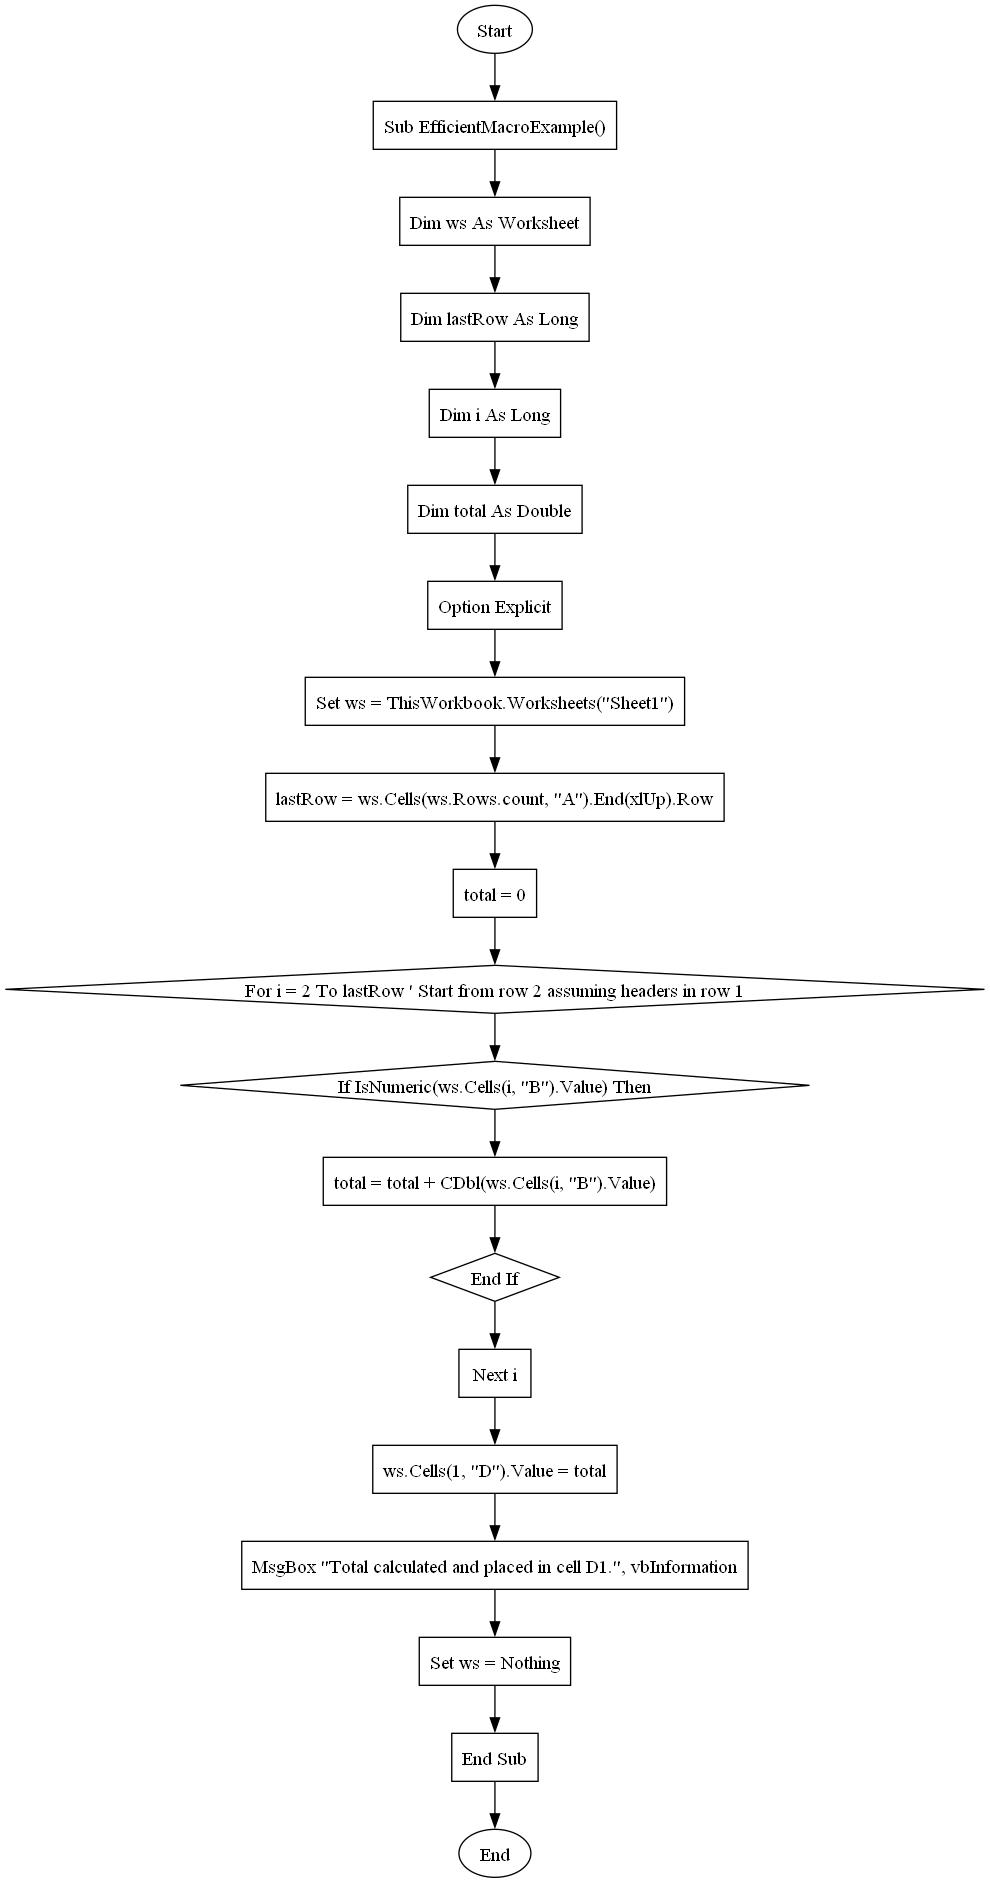 Start
Sub EfficientMacroExample()
Dim ws As Worksheet
Dim lastRow As Long
Dim i As Long
Dim total As Double
Option Explicit
Set ws = ThisWorkbook.Worksheets("Sheet1")
lastRow = ws.Cells(ws.Rows.count, "A").End(xlUp).Row
total = 0
For i = 2 To lastRow ' Start from row 2 assuming headers in row 1
If IsNumeric(ws.Cells(i, "B").Value) Then
total = total + CDbl(ws.Cells(i, "B").Value)
End If
Next i
ws.Cells(1, "D").Value = total
MsgBox "Total calculated and placed in cell D1.", vbInformation
Set ws = Nothing
End Sub
End